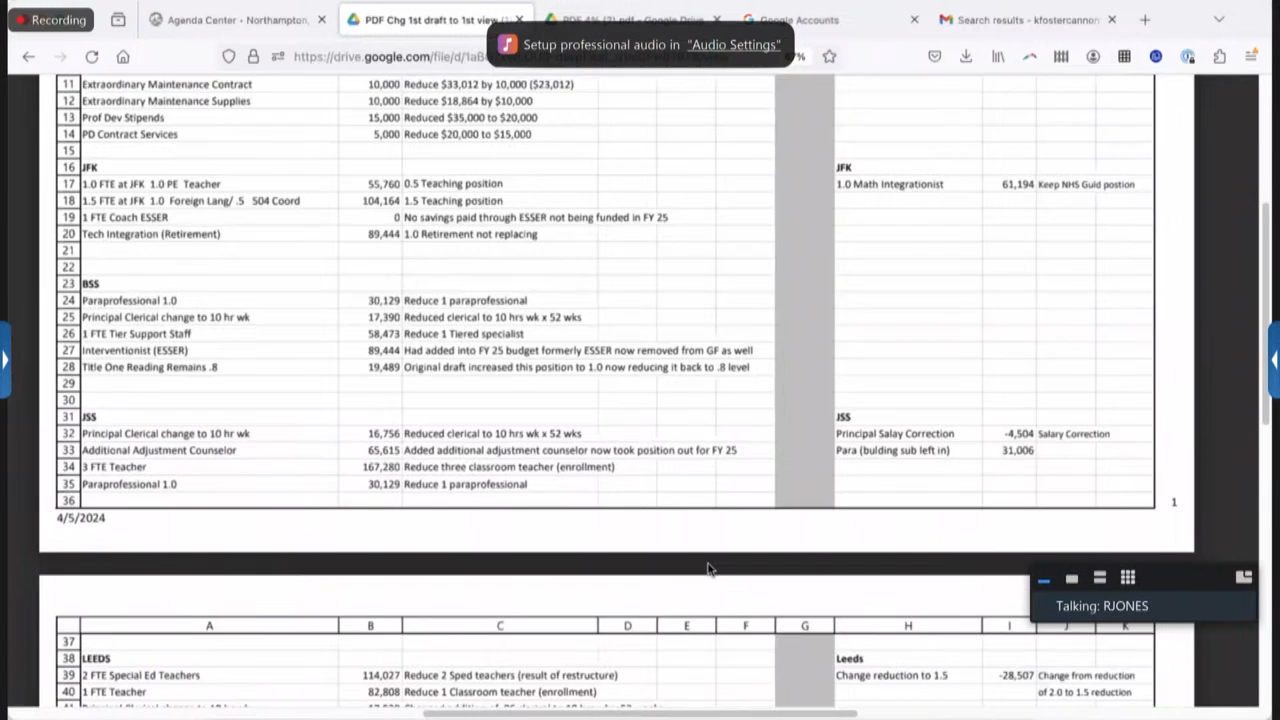 Recording
Agenda Center - Northampton,
PDF Chg 1st draft to 1st view
PDF 4% (2).pdf - Google Drive
Google Accounts
Search results - kfostercannon
Setup professional audio in "Audio Settings"
https://drive.google.com/file/d/1aB
11 Extraordinary Maintenance Contract 10,000 Reduce $33,012 by 10,000 ($23,012)
12 Extraordinary Maintenance Supplies 10,000 Reduce $18,864 by $10,000
13 Prof Dev Stipends 15,000 Reduced $35,000 to $20,000
14 PD Contract Services 5,000 Reduce $20,000 to $15,000
15
16 JFK JFK
17 1.0 FTE at JFK 1.0 PE Teacher 55,760 0.5 Teaching position 1.0 Math Integrationist 61,194 Keep NHS Guid postion
18 1.5 FTE at JFK 1.0 Foreign Lang/ .5 504 Coord 104,164 1.5 Teaching position
19 1 FTE Coach ESSER 0 No savings paid through ESSER not being funded in FY 25
20 Tech Integration (Retirement) 89,444 1.0 Retirement not replacing
21
22
23 BSS
24 Paraprofessional 1.0 30,129 Reduce 1 paraprofessional
25 Principal Clerical change to 10 hr wk 17,390 Reduced clerical to 10 hrs wk x 52 wks
26 1 FTE Tier Support Staff 58,473 Reduce 1 Tiered specialist
27 Interventionist (ESSER) 89,444 Had added into FY 25 budget formerly ESSER now removed from GF as well
28 Title One Reading Remains .8 19,489 Original draft increased this position to 1.0 now reducing it back to .8 level
29
30
31 JSS JSS
32 Principal Clerical change to 10 hr wk 16,756 Reduced clerical to 10 hrs wk x 52 wks Principal Salay Correction -4,504 Salary Correction
33 Additional Adjustment Counselor 65,615 Added additional adjustment counselor now took position out for FY 25 Para (bulding sub left in) 31,006
34 3 FTE Teacher 167,280 Reduce three classroom teacher (enrollment)
35 Paraprofessional 1.0 30,129 Reduce 1 paraprofessional
36
1
4/5/2024
Talking: RJONES
A B C D E F G H I J K
37
38 LEEDS Leeds
39 2 FTE Special Ed Teachers 114,027 Reduce 2 Sped teachers (result of restructure) Change reduction to 1.5 -28,507 Change from reduction
40 1 FTE Teacher 82,808 Reduce 1 Classroom teacher (enrollment) of 2.0 to 1.5 reduction